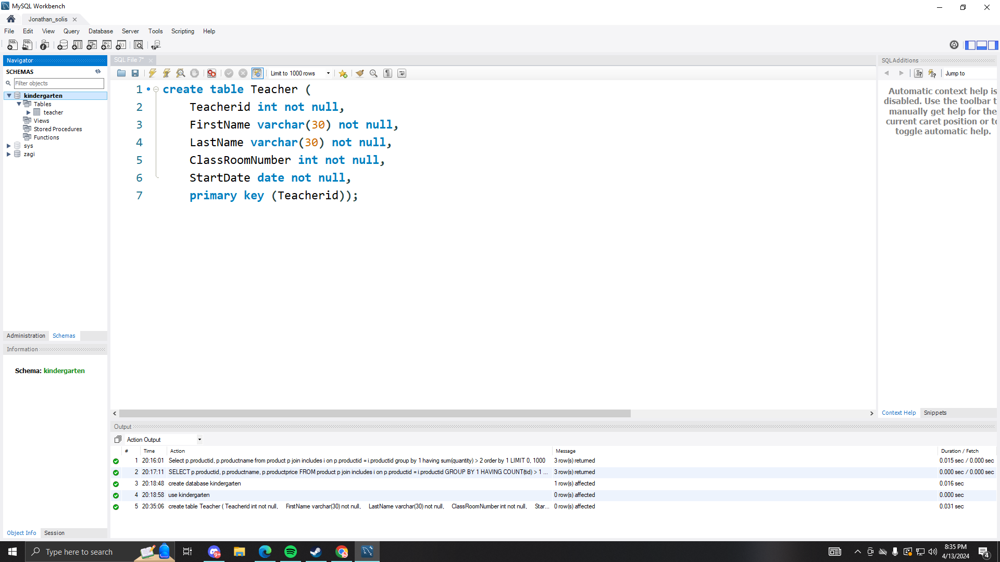 MySQL Workbench
Jonathan_solis
File Edit View Query Database Server Tools Scripting Help
Navigator
SCHEMAS
Filter objects
kindergarten
Tables
teacher
Views
Stored Procedures
Functions
sys
zagi
Administration Schemas
Information
Schema: kindergarten
Object Info Session
SQL File 7*
Limit to 1000 rows
1 create table Teacher (
2 Teacherid int not null,
3 FirstName varchar(30) not null,
4 LastName varchar(30) not null,
5 ClassRoomNumber int not null,
6 StartDate date not null,
7 primary key (Teacherid));
SQLAdditions
Jump to
Automatic context help is
disabled. Use the toolbar t
manually get help for the
current caret position or to
toggle automatic help.
Context Help Snippets
Output
Action Output
# Time Action Message Duration / Fetch
1 20:16:01 Select p.productid, p.productname from product p join includes i on p.productid = i.productid group by 1 having sum(quantity) > 2 order by 1 LIMIT 0, 1000 3 row(s) returned 0.015 sec / 0.000 sec
2 20:17:11 SELECT p.productid, p.productname, p.productprice FROM product p join includes i on p.productid = i.productid GROUP BY 1 HAVING COUNT(tid) > 1 ... 3 row(s) returned 0.000 sec / 0.000 sec
3 20:18:48 create database kindergarten 1 row(s) affected 0.016 sec
4 20:18:58 use kindergarten 0 row(s) affected 0.000 sec
5 20:35:06 create table Teacher ( Teacherid int not null, FirstName varchar(30) not null, LastName varchar(30) not null, ClassRoomNumber int not null, Star... 0 row(s) affected 0.031 sec
Type here to search
9+
8:35 PM
4/13/2024
4